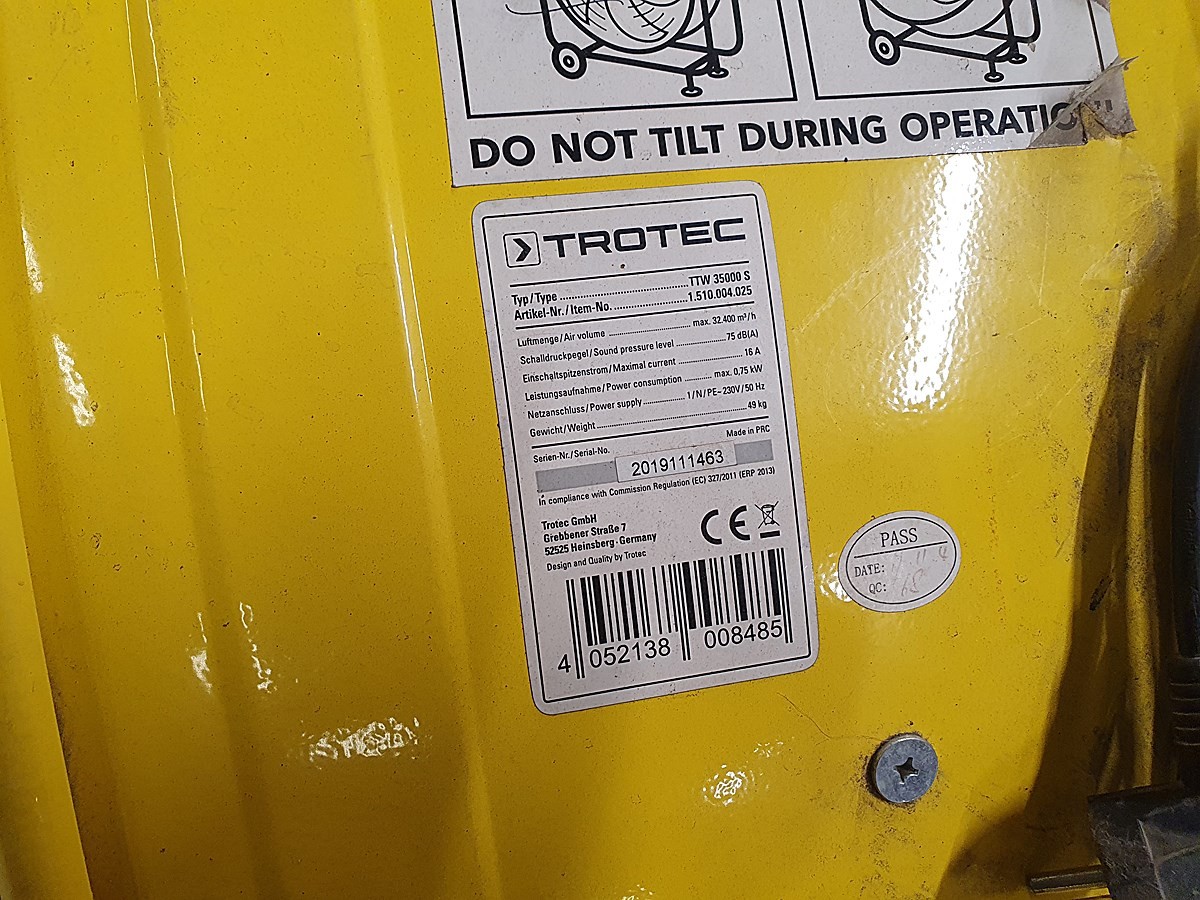 DO NOT TILT DURING OPERATION!!
TROTEC
Typ/Type ........................................ TTW 35000 S
Artikel-Nr./Item-No. ........................ 1.510.004.025
Luftmenge/Air volume ........................ max. 32.400 m³/h
Schalldruckpegel/Sound pressure level ............... 75 dB(A)
Einschaltspitzenstrom/Maximal current .................. 16 A
Leistungsaufnahme/Power consumption .......... max. 0,75 kW
Netzanschluss/Power supply ............. 1/N/PE~230V/50 Hz
Gewicht/Weight ................................................ 49 kg
Serien-Nr./Serial-No. Made in PRC
2019111463
In compliance with Commission Regulation (EC) 327/2011 (ERP 2013)
Trotec GmbH
Grebbener Straße 7
52525 Heinsberg · Germany
Design and Quality by Trotec
CE
4 052138 008485
PASS
DATE:
QC: